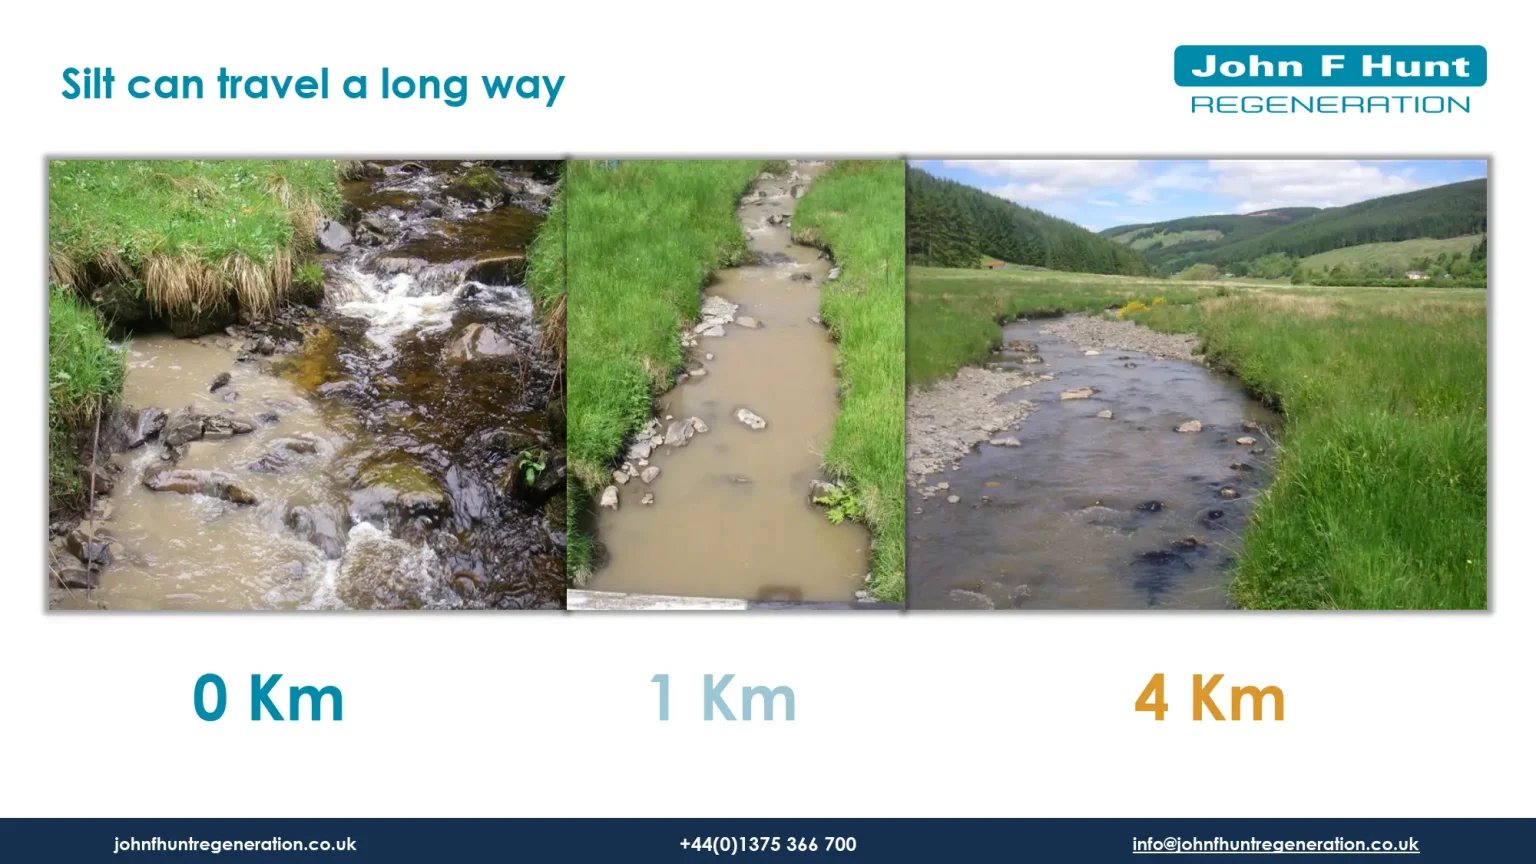 Silt can travel a long way
John F Hunt
REGENERATION
0 Km
1 Km
4 Km
johnfhuntregeneration.co.uk
+44(0)1375 366 700
info@johnfhuntregeneration.co.uk